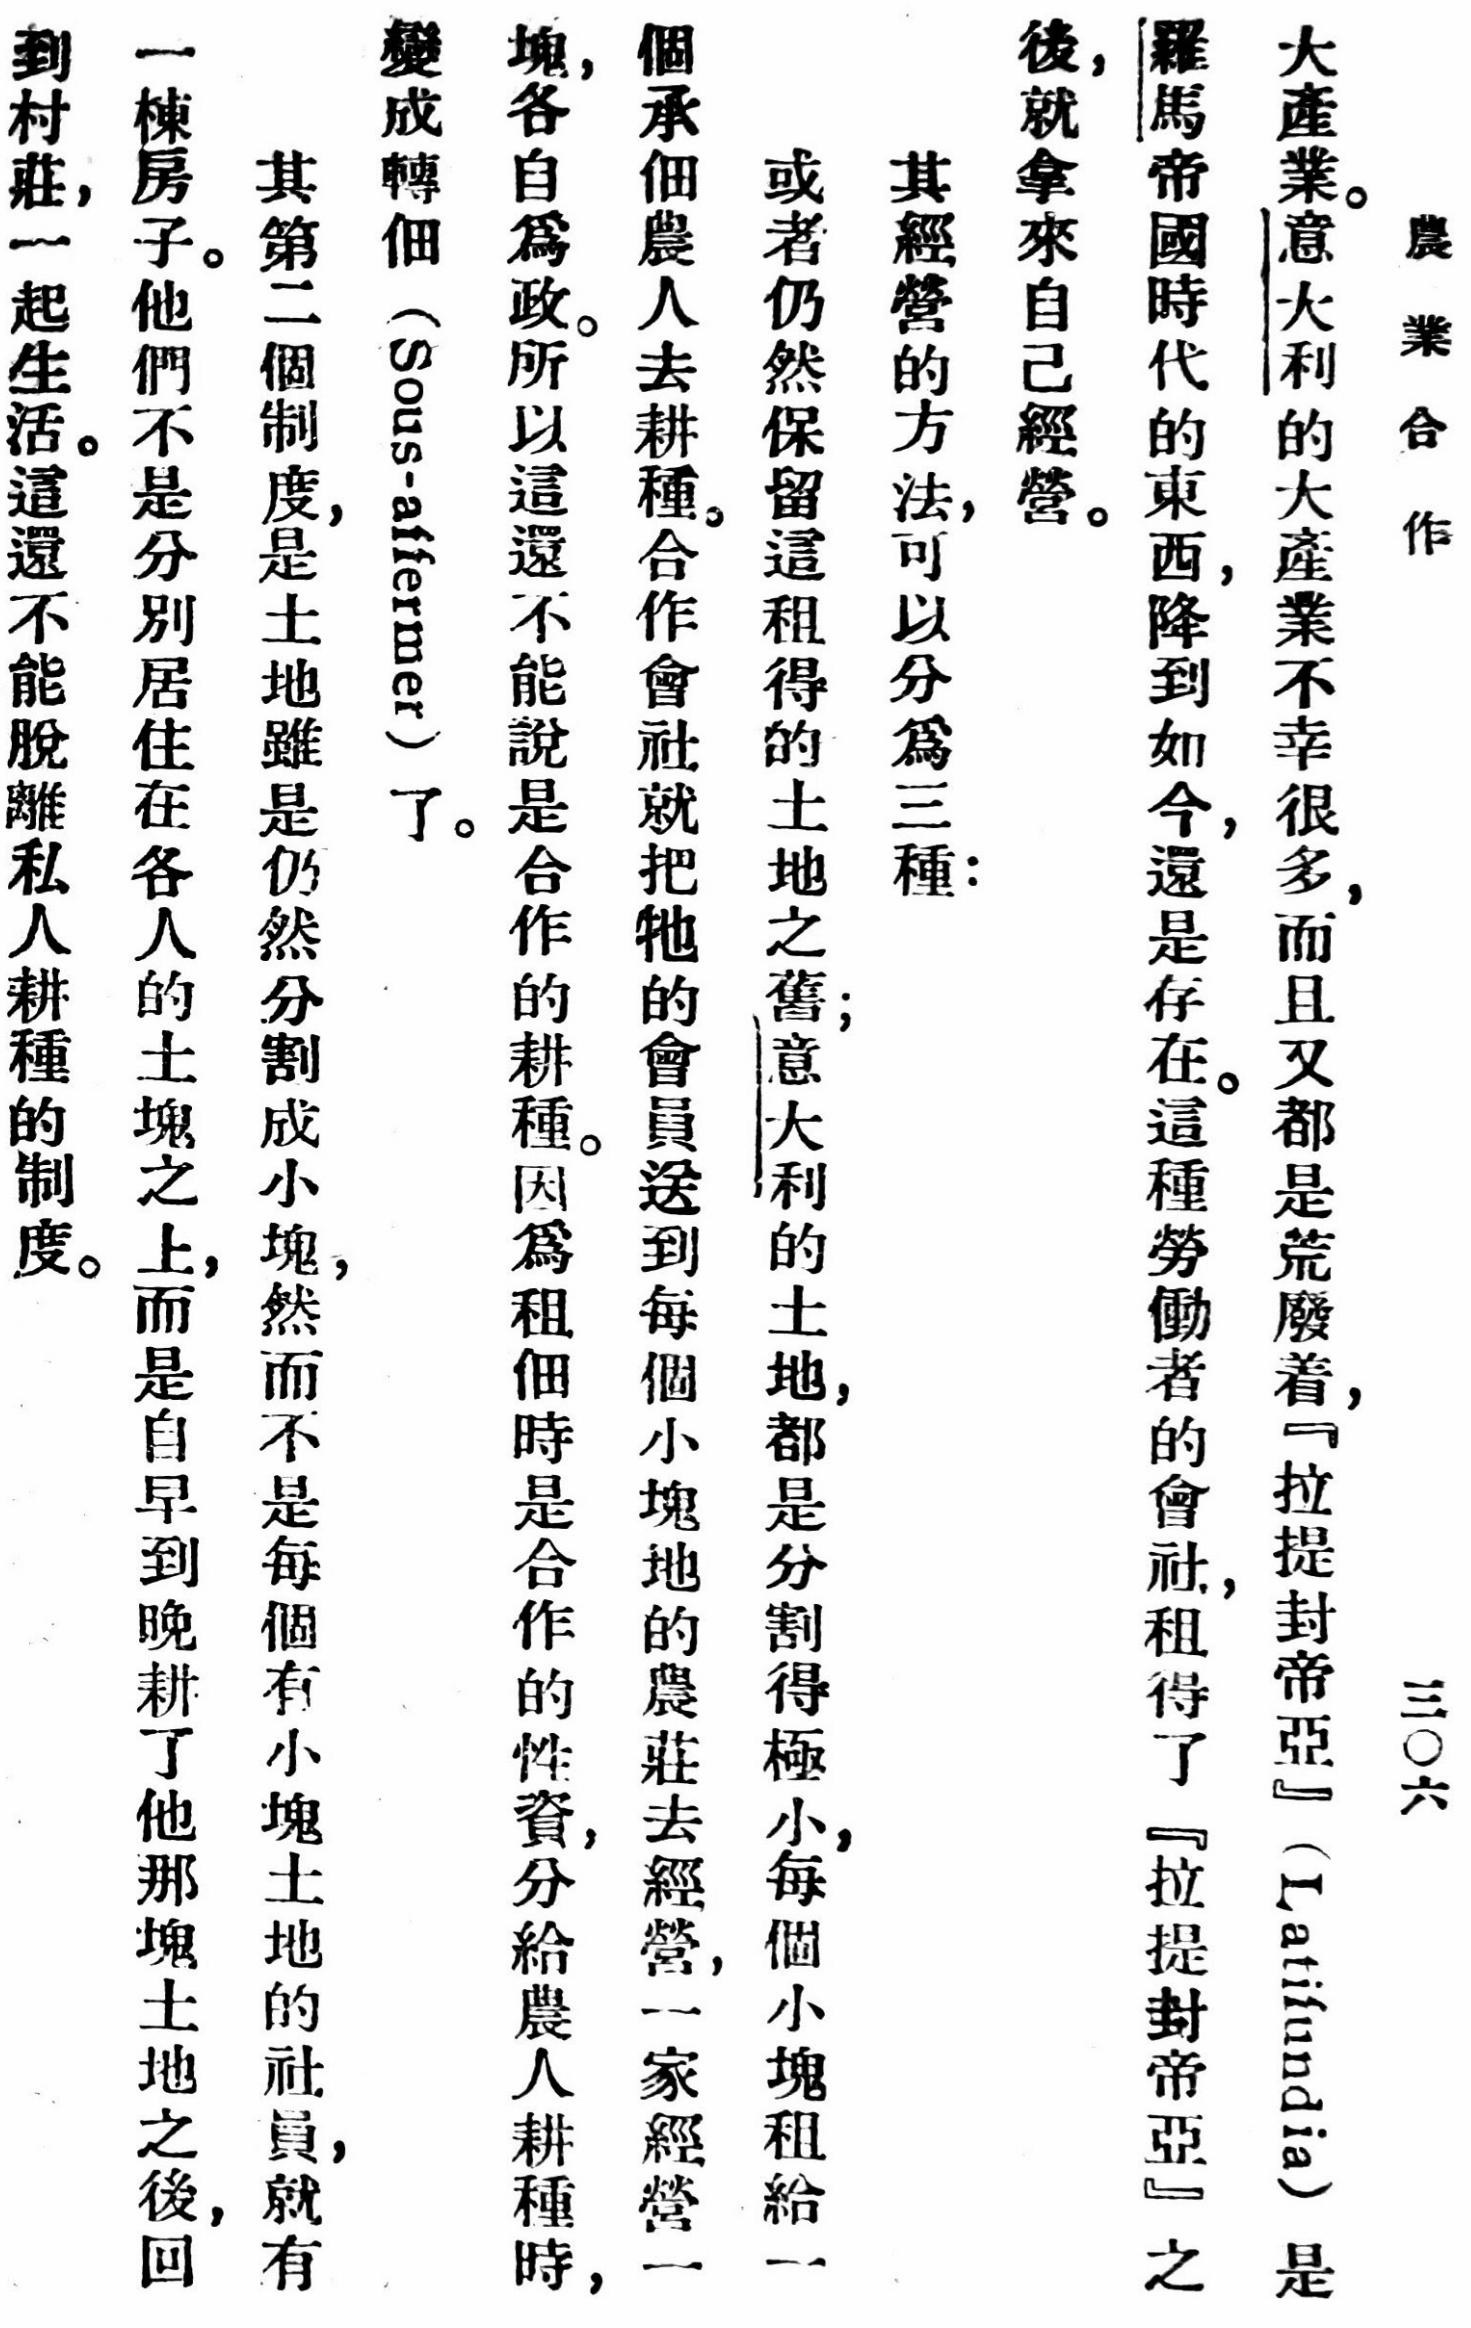 農業合作
三〇六
大產業。意大利的大產業不幸很多，而且又都是荒廢着，『拉提封帝亞』（Latifundia）是
羅馬帝國時代的東西，降到如今，還是存在。這種勞働者的會社，租得了『拉提封帝亞』之
後，就拿來自己經營。
其經營的方法，可以分爲三種：
或者仍然保留這租得的土地之舊；意大利的土地，都是分割得極小，每個小塊租給一
個承佃農人去耕種。合作會社就把牠的會員送到每個小塊地的農莊去經營，一家經營一
塊，各自爲政。所以這還不能說是合作的耕種。因爲租佃時是合作的性資，分給農人耕種時，
變成轉佃（Sous-affermer）了。
其第二個制度，是土地雖是仍然分割成小塊，然而不是每個有小塊土地的社員，就有
一棟房子。他們不是分別居住在各人的土塊之上，而是自早到晚耕了他那塊土地之後，回
到村莊，一起生活。這還不能脫離私人耕種的制度。